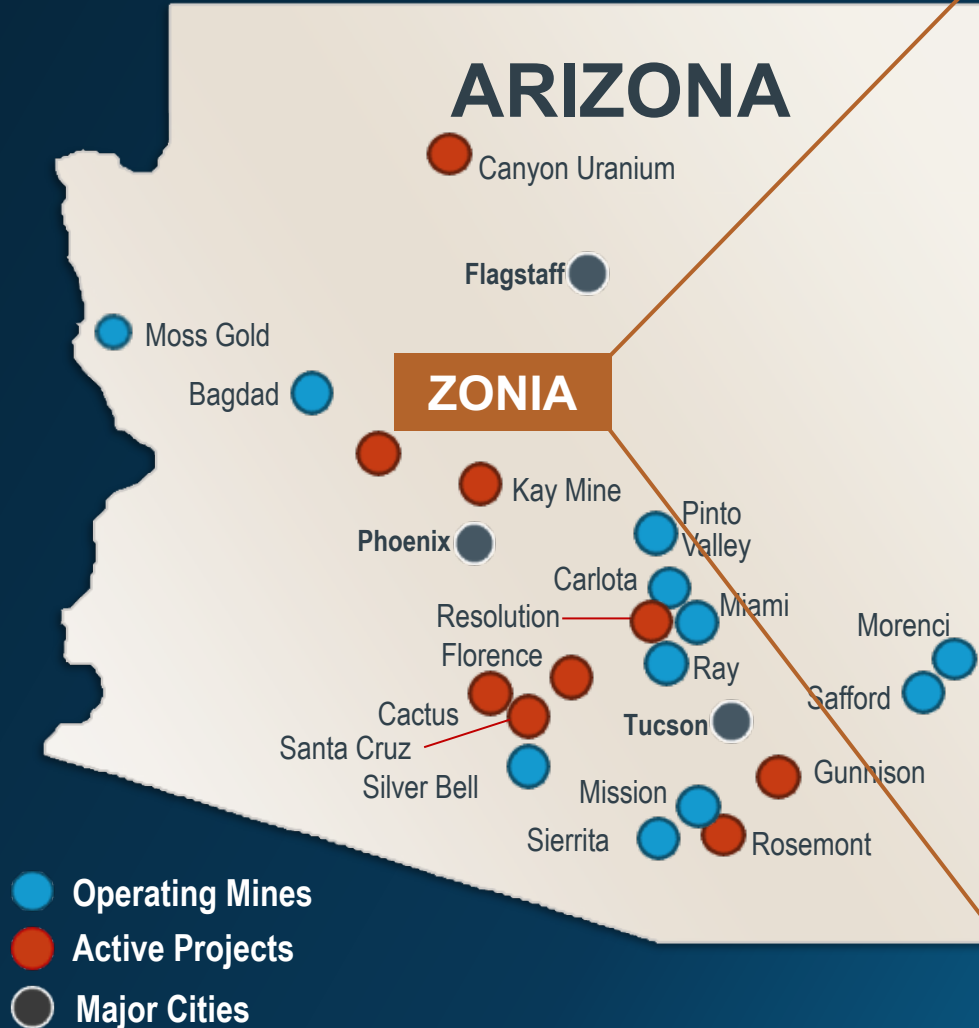 ARIZONA
Canyon Uranium
Flagstaff
Moss Gold
Bagdad
ZONIA
Kay Mine
Phoenix
Pinto
Valley
Carlota
Miami
Resolution
Morenci
Florence
Ray
Safford
Cactus
Tucson
Santa Cruz
Silver Bell
Gunnison
Mission
Sierrita
Rosemont
Operating Mines
Active Projects
Major Cities